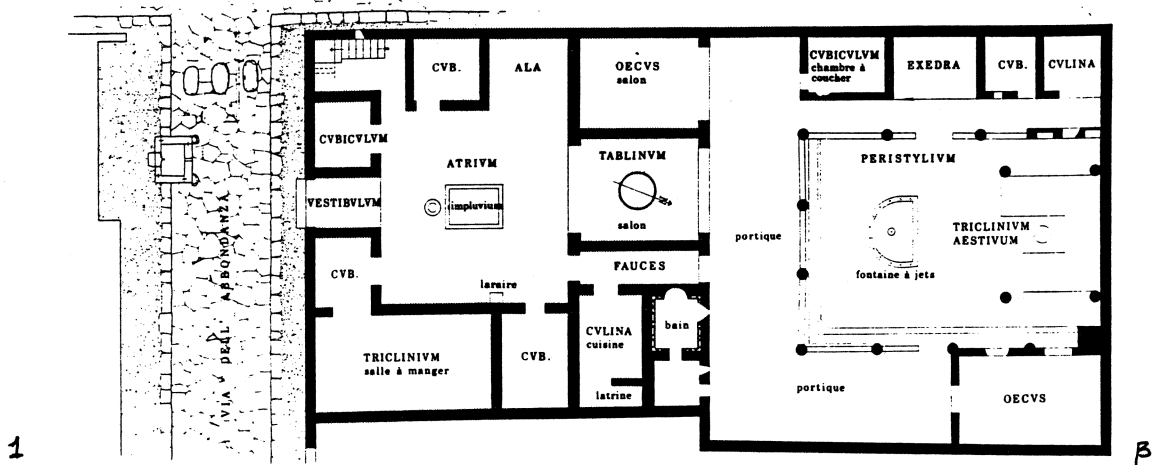 CVB.
ALA
OECVS
salon
CVBICVLVM
chambre à
coucher
EXEDRA
CVB.
CVLINA
CVBICVLVM
ATRIVM
TABLINVM
salon
PERISTYLIVM
VESTIBVLVM
impluvium
VIA DELL' ABBONDANZA
portique
TRICLINIVM
AESTIVUM
fontaine à jets
CVB.
FAUCES
laraire
TRICLINIVM
salle à manger
CVB.
CVLINA
cuisine
latrine
bain
portique
OECVS
1